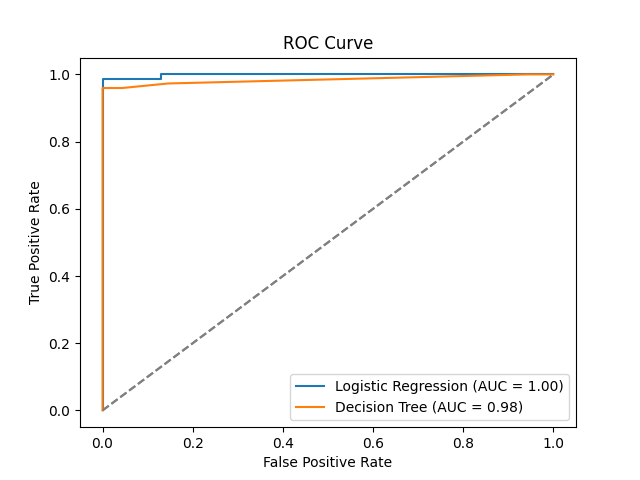 ROC Curve
1.0
0.8
0.6
0.4
0.2
0.0
True Positive Rate
Logistic Regression (AUC = 1.00)
Decision Tree (AUC = 0.98)
0.0 0.2 0.4 0.6 0.8 1.0
False Positive Rate